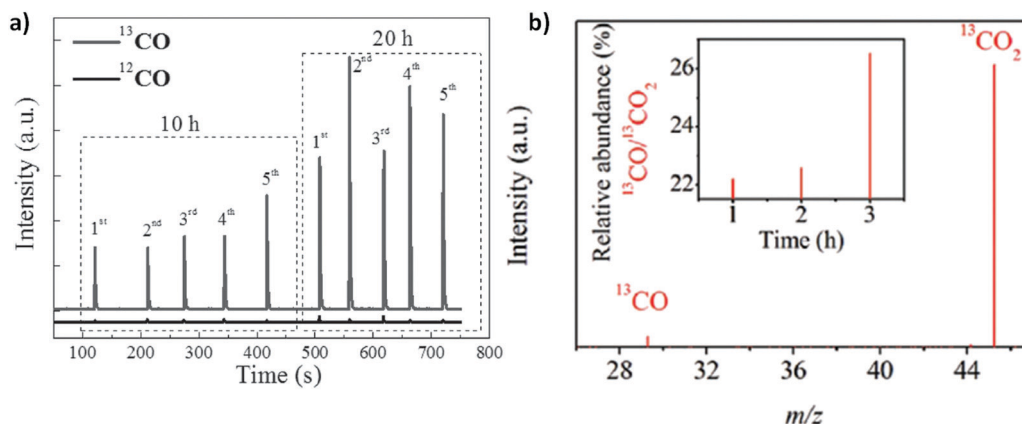 a)
¹³CO
¹²CO
20 h
10 h
1ˢᵗ
2ⁿᵈ
3ʳᵈ
4ᵗʰ
5ᵗʰ
1ˢᵗ
2ⁿᵈ
3ʳᵈ
4ᵗʰ
5ᵗʰ
Intensity (a.u.)
100 200 300 400 500 600 700 800
Time (s)
b)
Intensity (a.u.)
Relative abundance (%)
¹³CO/¹³CO₂
26
24
22
1 2 3
Time (h)
¹³CO
¹³CO₂
28 32 36 40 44
m/z